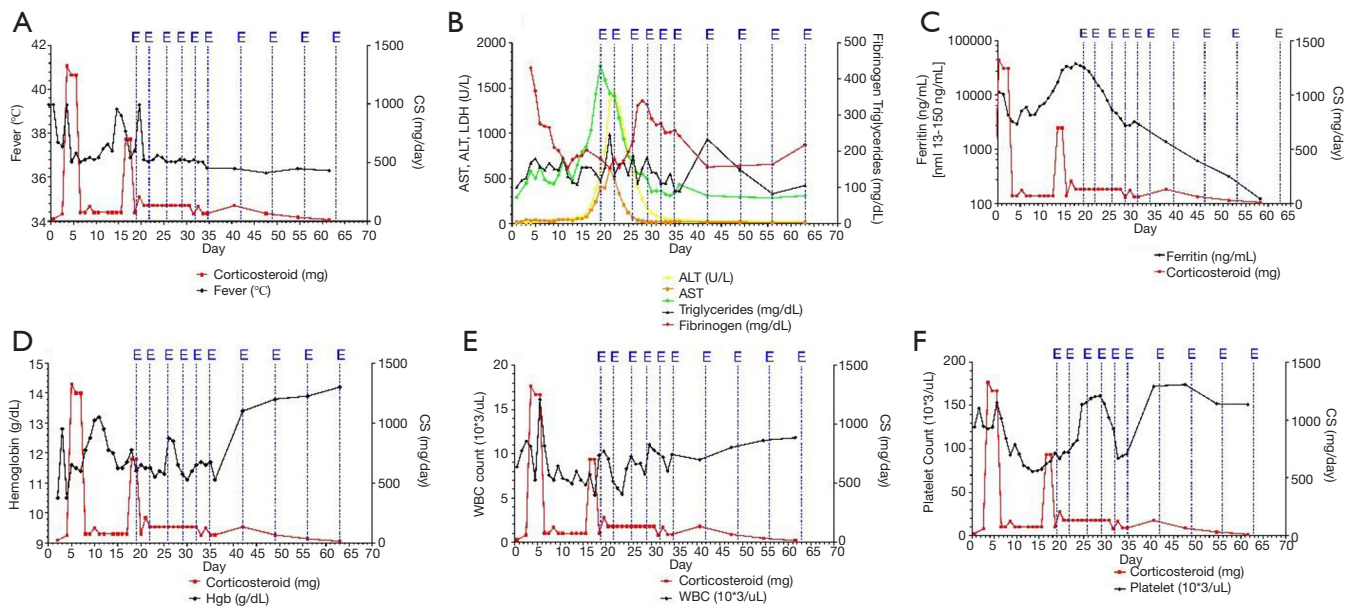 A
E E E E E E E E E E
42
40
38
36
34
Fever (°C)
1500
1000
500
0
CS (mg/day)
0 5 10 15 20 25 30 35 40 45 50 55 60 65 70
Day
Corticosteroid (mg)
Fever (°C)
B
E E E E E E E E E E
2000
1500
1000
500
0
AST, ALT, LDH (U/L)
500
400
300
200
100
0
Fibrinogen Triglycerides (mg/dL)
0 5 10 15 20 25 30 35 40 45 50 55 60 65 70
Day
ALT (U/L)
AST
Triglycerides (mg/dL)
Fibrinogen (mg/dL)
C
E E E E E E E E E E
100000
10000
1000
100
Ferritin (ng/mL)
[nml 13-150 ng/mL]
1500
1000
500
0
CS (mg/day)
0 5 10 15 20 25 30 35 40 45 50 55 60 65
Day
Ferritin (ng/mL)
Corticosteroid (mg)
D
E E E E E E E E E E
15
14
13
12
11
10
9
Hemoglobin (g/dL)
1500
1000
500
0
CS (mg/day)
0 5 10 15 20 25 30 35 40 45 50 55 60 65 70
Day
Corticosteroid (mg)
Hgb (g/dL)
E
E E E E E E E E E E
20
15
10
5
0
WBC count (10*3/uL)
1500
1000
500
0
CS (mg/day)
0 5 10 15 20 25 30 35 40 45 50 55 60 65
Day
Corticosteroid (mg)
WBC (10*3/uL)
F
E E E E E E E E E E
200
150
100
50
0
Platelet Count (10*3/uL)
1500
1000
500
0
CS (mg/day)
0 5 10 15 20 25 30 35 40 45 50 55 60 65 70
Day
Corticosteroid (mg)
Platelet (10*3/uL)